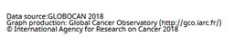 Data source:GLOBOCAN 2018
Graph production: Global Cancer Observatory (http://gco.iarc.fr/)
© International Agency for Research on Cancer 2018